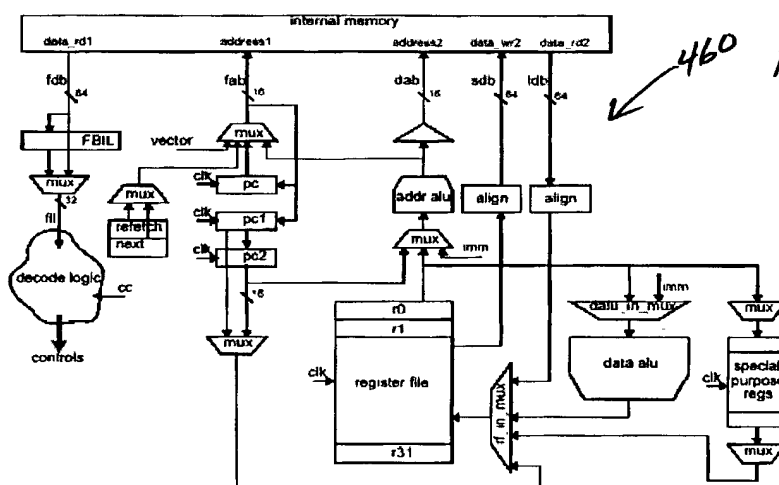 internal memory
data_rd1
address1
address2
data_wr2
data_rd2
460
fdb
fab
dab
sdb
ldb
64
16
16
64
64
FBIL
vector
mux
clk
pc
mux
mux
32
fil
refetch
next
clk
pc1
clk
pc2
addr alu
align
align
mux
imm
decode logic
cc
16
controls
mux
r0
r1
register file
r31
clk
rf_in_mux
imm
dalu_in_mux
data alu
mux
clk
special
purpose
regs
mux